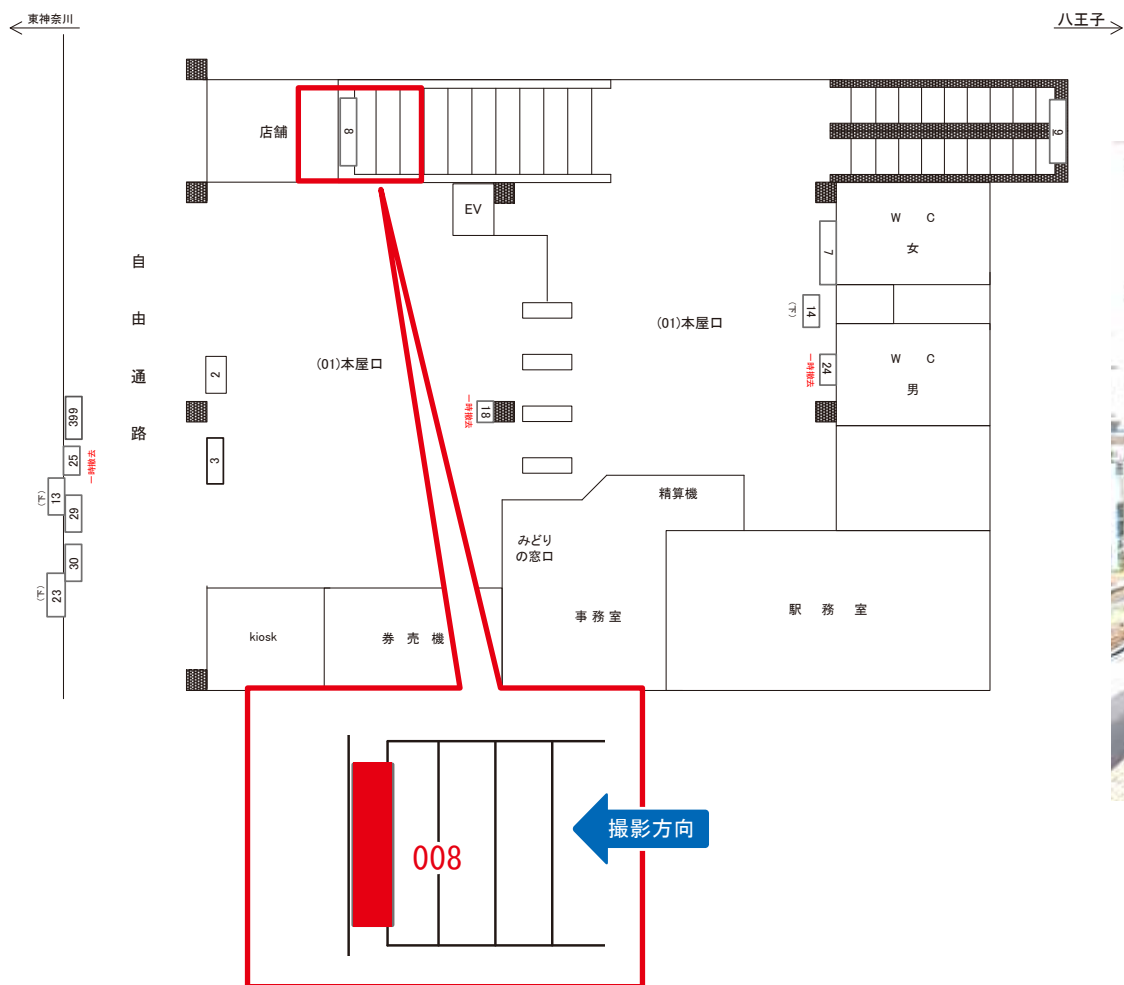 東神奈川
八王子
店舗
8
9
EV
W C
女
7
自由通路
14
(下)
(01)本屋口
(01)本屋口
2
W C
男
24
一時撤去
399
18
一時撤去
3
25
一時撤去
13
(下)
29
精算機
みどり
の窓口
30
23
(下)
事務室
駅務室
kiosk
券売機
008
撮影方向